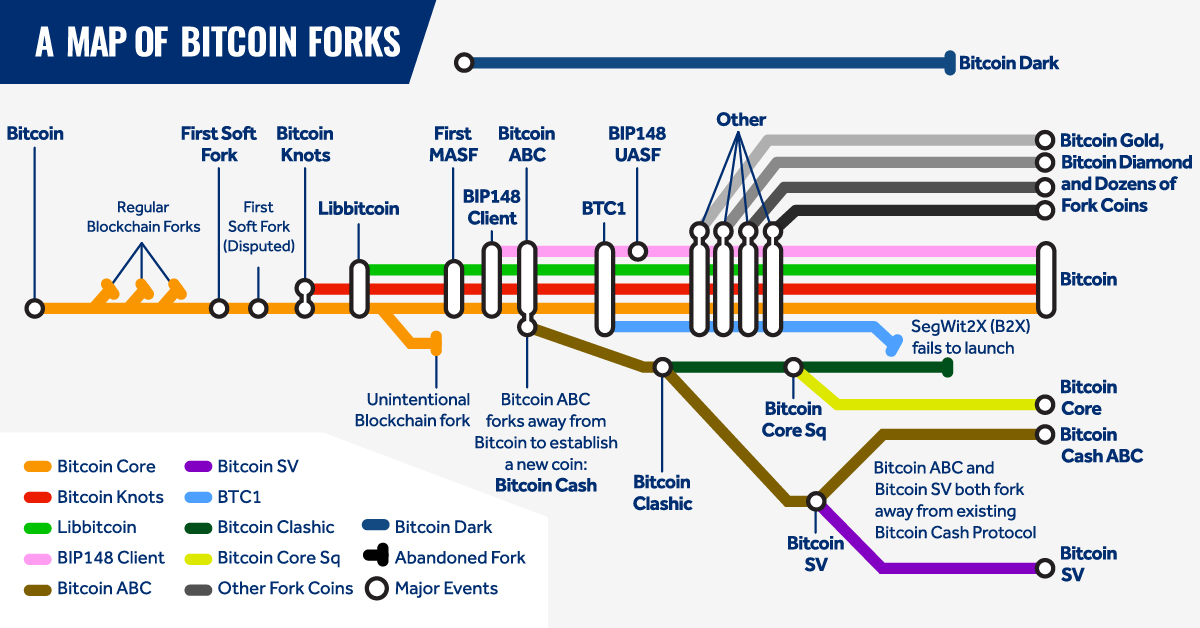 A MAP OF BITCOIN FORKS
Bitcoin Dark
Bitcoin
First Soft
Fork
Bitcoin
Knots
First
MASF
Bitcoin
ABC
BIP148
UASF
Other
Regular
Blockchain Forks
First
Soft Fork
(Disputed)
Libbitcoin
BIP148
Client
BTC1
Bitcoin Gold,
Bitcoin Diamond
and Dozens of
Fork Coins
Bitcoin
SegWit2X (B2X)
fails to launch
Unintentional
Blockchain fork
Bitcoin ABC
forks away from
Bitcoin to establish
a new coin:
Bitcoin Cash
Bitcoin
Clashic
Bitcoin
Core Sq
Bitcoin
Core
Bitcoin
Cash ABC
Bitcoin ABC and
Bitcoin SV both fork
away from existing
Bitcoin Cash Protocol
Bitcoin
SV
Bitcoin
SV
Bitcoin Core
Bitcoin Knots
Libbitcoin
BIP148 Client
Bitcoin ABC
Bitcoin SV
BTC1
Bitcoin Clashic
Bitcoin Core Sq
Other Fork Coins
Bitcoin Dark
Abandoned Fork
Major Events